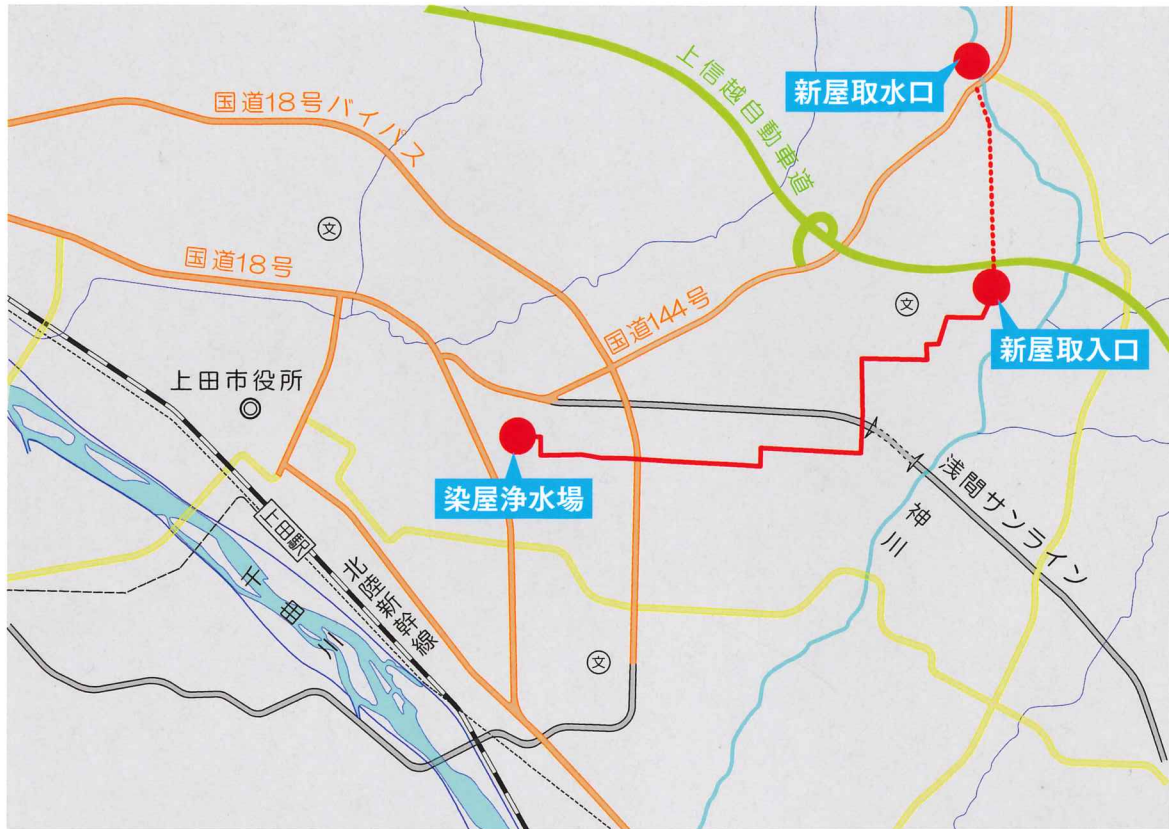 新屋取水口
上信越自動車道
国道18号バイパス
文
国道18号
国道144号
文
新屋取入口
上田市役所
染屋浄水場
浅間サンライン
神川
上田駅
北陸新幹線
千曲川
文